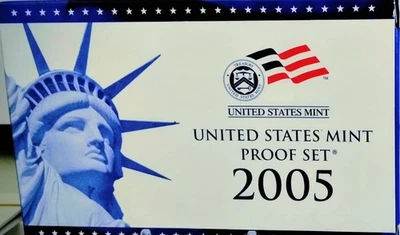 UNITED STATES MINT
UNITED STATES MINT
PROOF SET®
2005